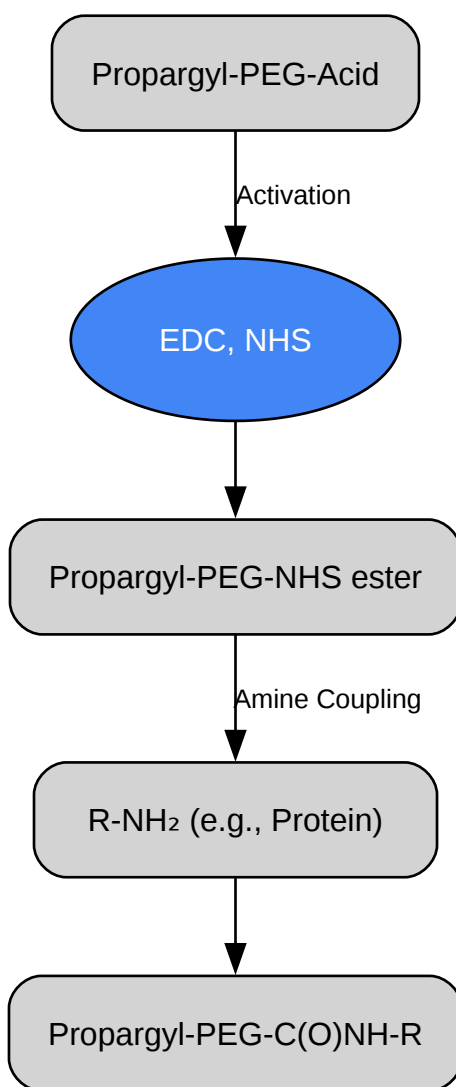 Propargyl-PEG-Acid
Activation
EDC, NHS
Propargyl-PEG-NHS ester
Amine Coupling
R-NH₂ (e.g., Protein)
Propargyl-PEG-C(O)NH-R